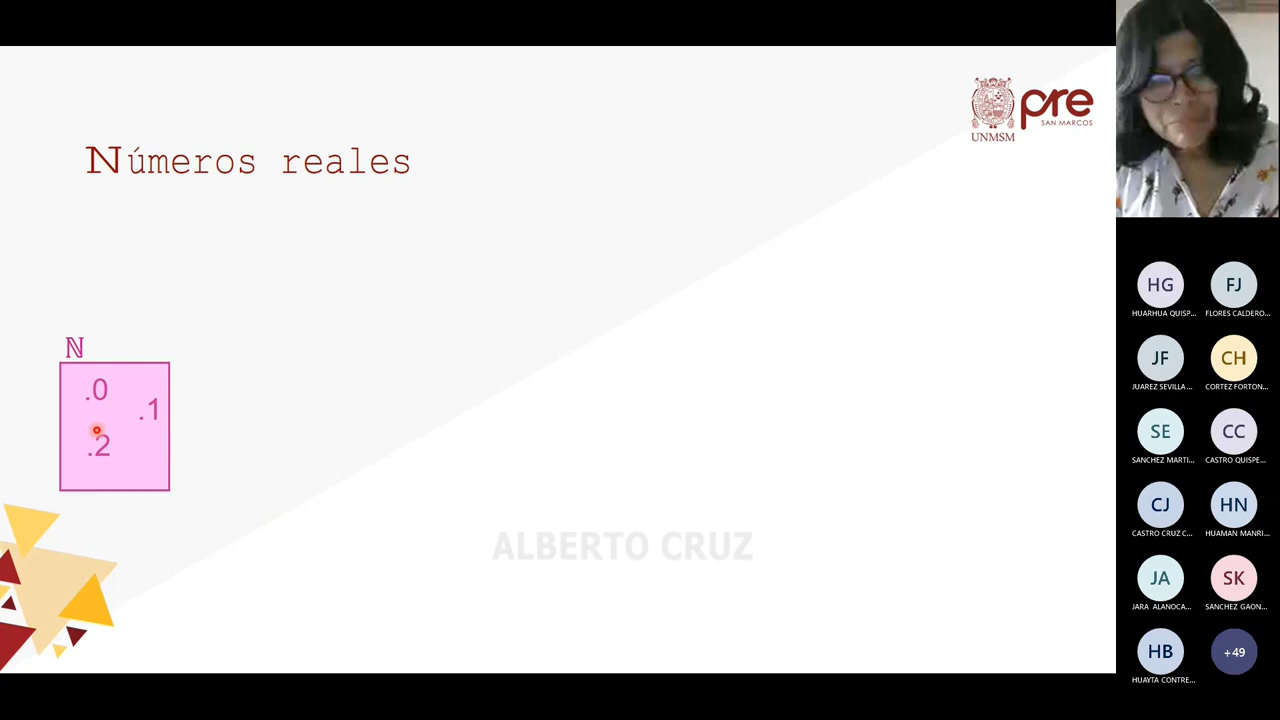 pre
SAN MARCOS
UNMSM
Números reales
ℕ
.0
.1
.2
ALBERTO CRUZ
HG
FJ
HUARHUA QUISP...
FLORES CALDERO...
JF
CH
JUAREZ SEVILLA ...
CORTEZ FORTON...
SE
CC
SANCHEZ MARTI...
CASTRO QUISPE...
CJ
HN
CASTRO CRUZ C...
HUAMAN MANRI...
JA
SK
JARA ALANOCA...
SANCHEZ GAON...
HB
+49
HUAYTA CONTRE...